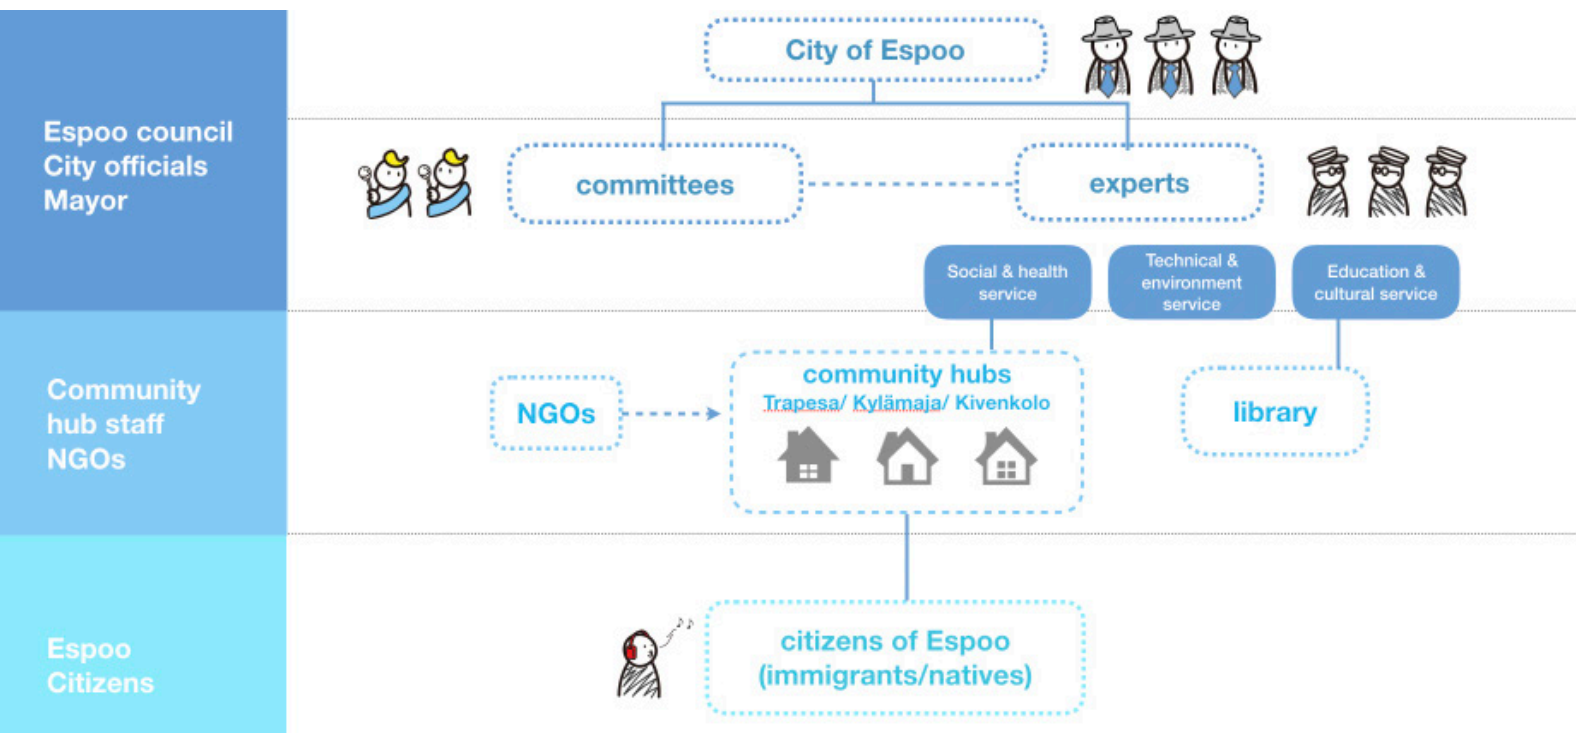 City of Espoo
Espoo council
City officials
Mayor
committees
experts
Social & health
service
Technical &
environment
service
Education &
cultural service
Community
hub staff
NGOs
NGOs
community hubs
Trapesa/ Kylämaja/ Kivenkolo
library
Espoo
Citizens
citizens of Espoo
(immigrants/natives)